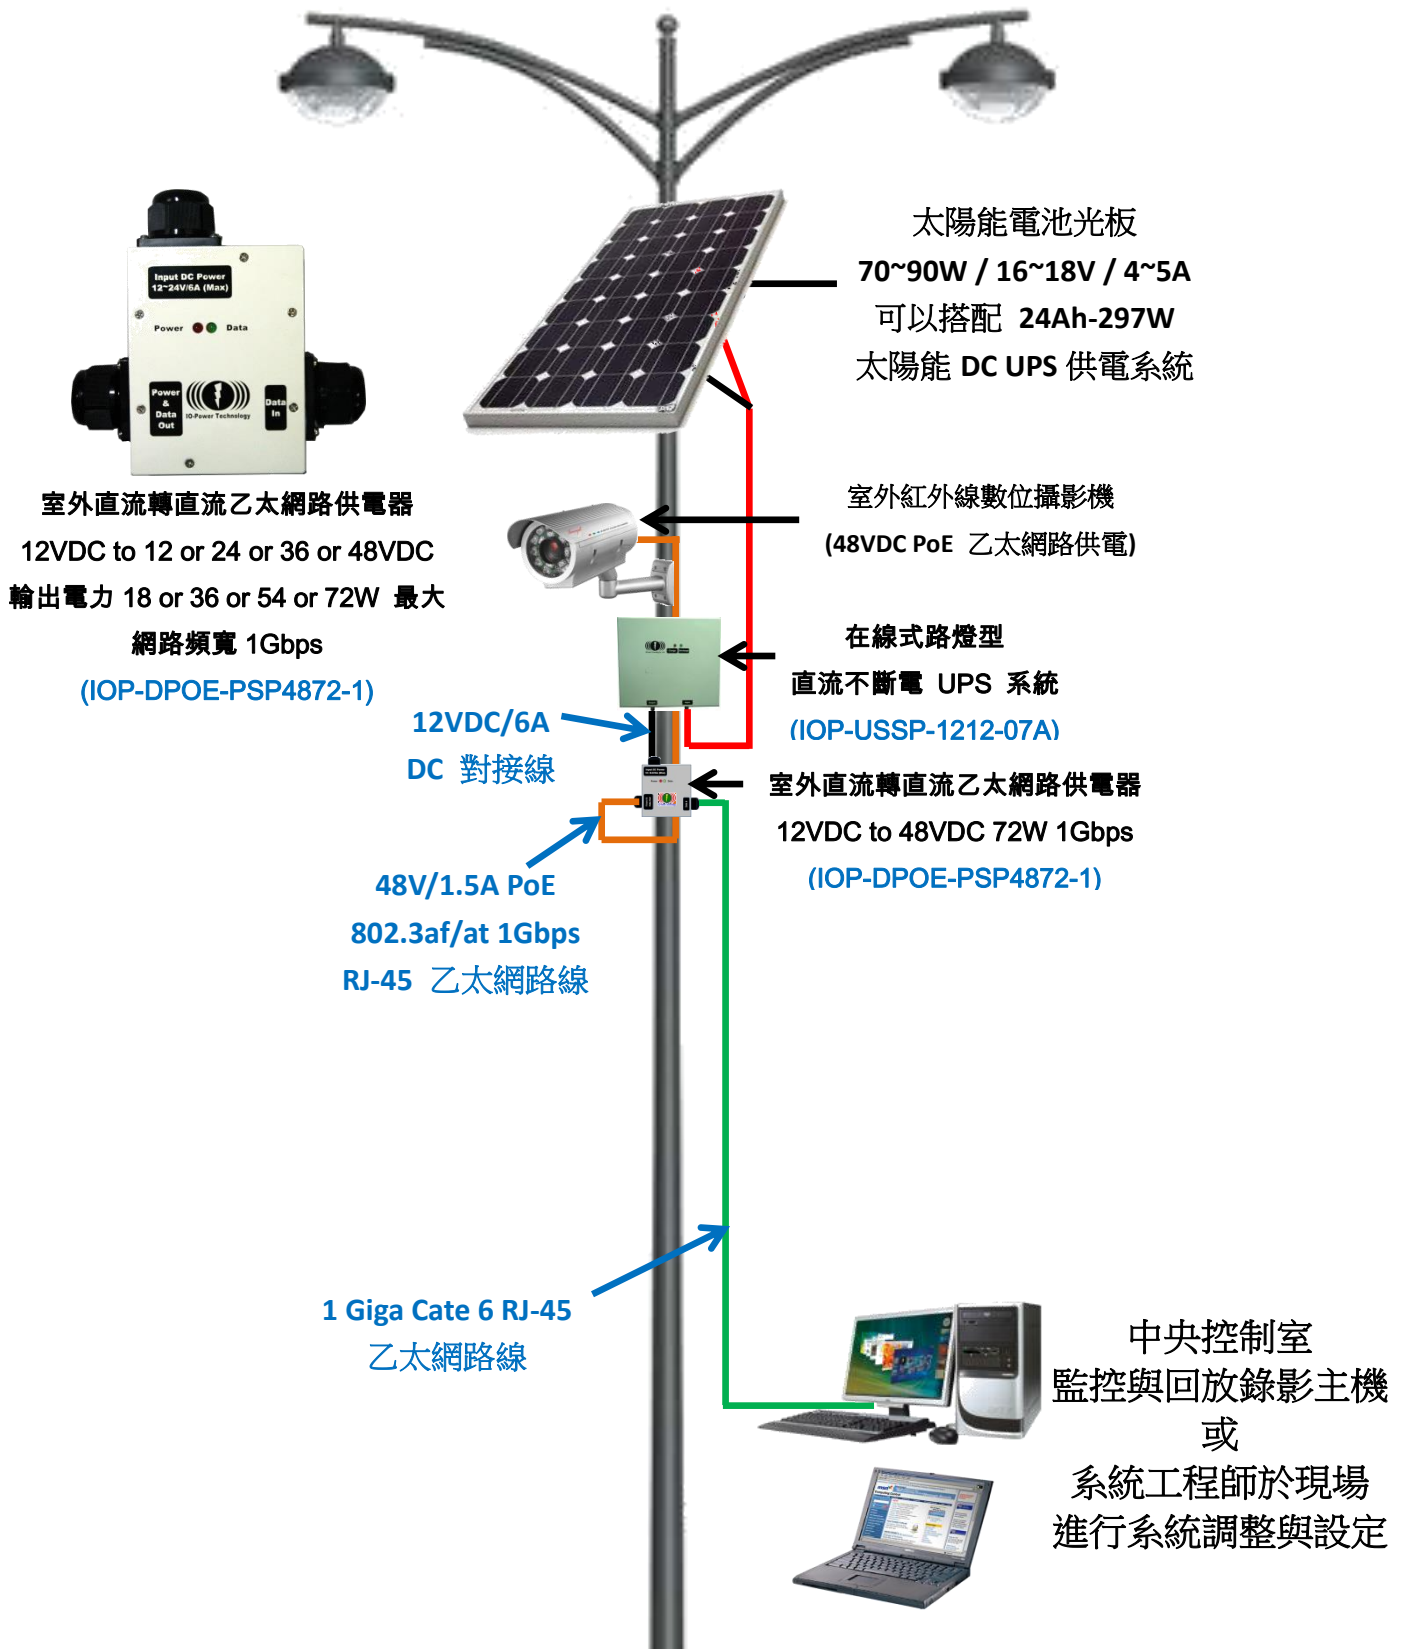 Input DC Power
12~24V/6A (Max)
Power
Data
Power
&
Data
Out
IO-Power Technology
Data
In
室外直流轉直流乙太網路供電器
12VDC to 12 or 24 or 36 or 48VDC
輸出電力 18 or 36 or 54 or 72W 最大
網路頻寬 1Gbps
(IOP-DPOE-PSP4872-1)
太陽能電池光板
70~90W / 16~18V / 4~5A
可以搭配 24Ah-297W
太陽能 DC UPS 供電系統
室外紅外線數位攝影機
(48VDC PoE 乙太網路供電)
在線式路燈型
直流不斷電 UPS 系統
(IOP-USSP-1212-07A)
12VDC/6A
DC 對接線
室外直流轉直流乙太網路供電器
12VDC to 48VDC 72W 1Gbps
(IOP-DPOE-PSP4872-1)
48V/1.5A PoE
802.3af/at 1Gbps
RJ-45 乙太網路線
1 Giga Cate 6 RJ-45
乙太網路線
中央控制室
監控與回放錄影主機
或
系統工程師於現場
進行系統調整與設定